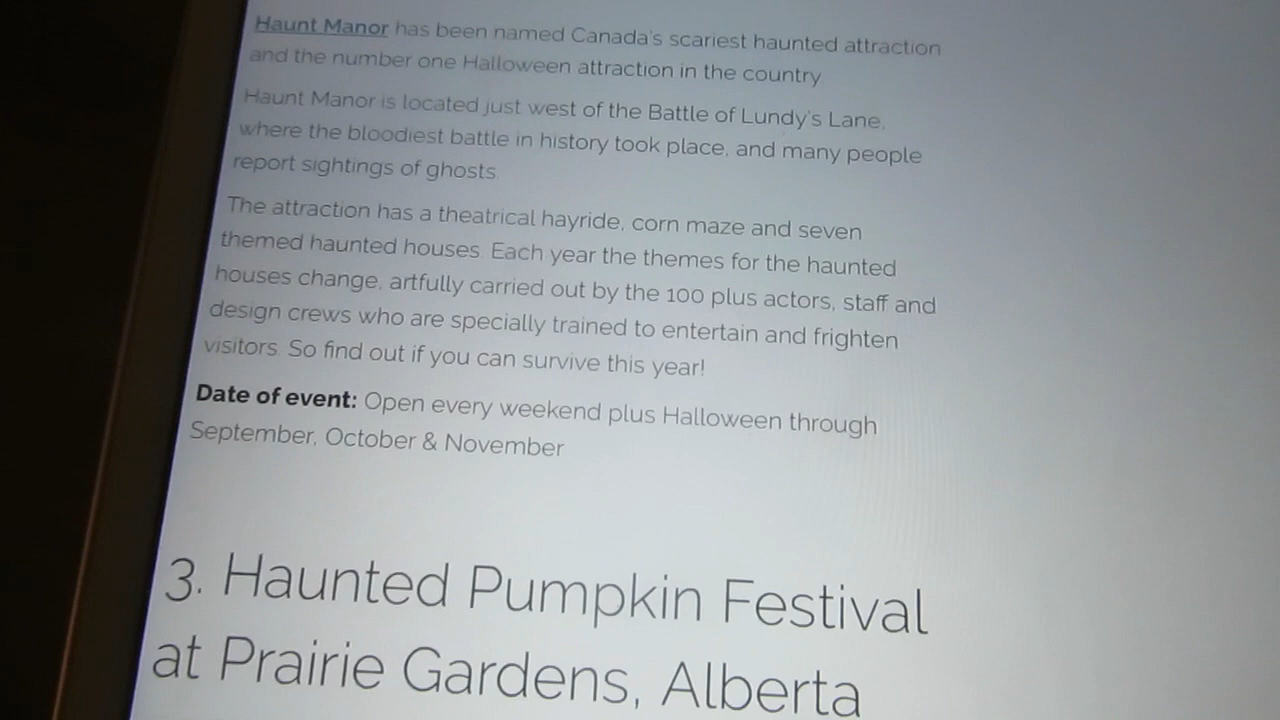 Haunt Manor has been named Canada's scariest haunted attraction
and the number one Halloween attraction in the country
Haunt Manor is located just west of the Battle of Lundy's Lane,
where the bloodiest battle in history took place, and many people
report sightings of ghosts.
The attraction has a theatrical hayride, corn maze and seven
themed haunted houses. Each year the themes for the haunted
houses change, artfully carried out by the 100 plus actors, staff and
design crews who are specially trained to entertain and frighten
visitors. So find out if you can survive this year!
Date of event: Open every weekend plus Halloween through
September, October & November
3. Haunted Pumpkin Festival
at Prairie Gardens, Alberta